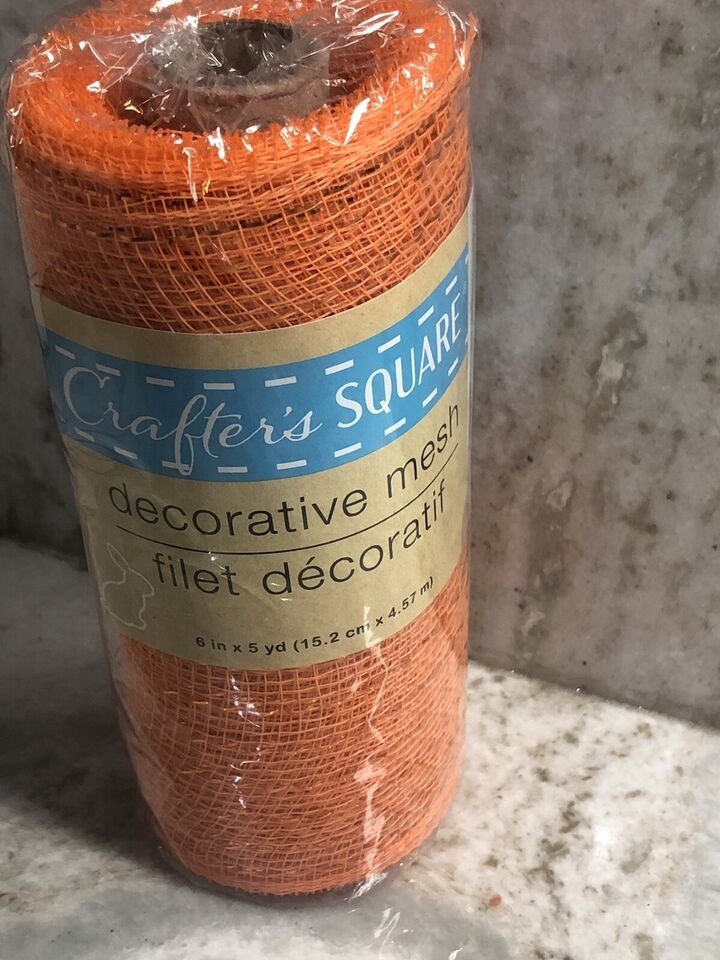 Crafter's SQUARE
decorative mesh
filet décoratif
6 in x 5 yd (15.2 cm x 4.57 m)